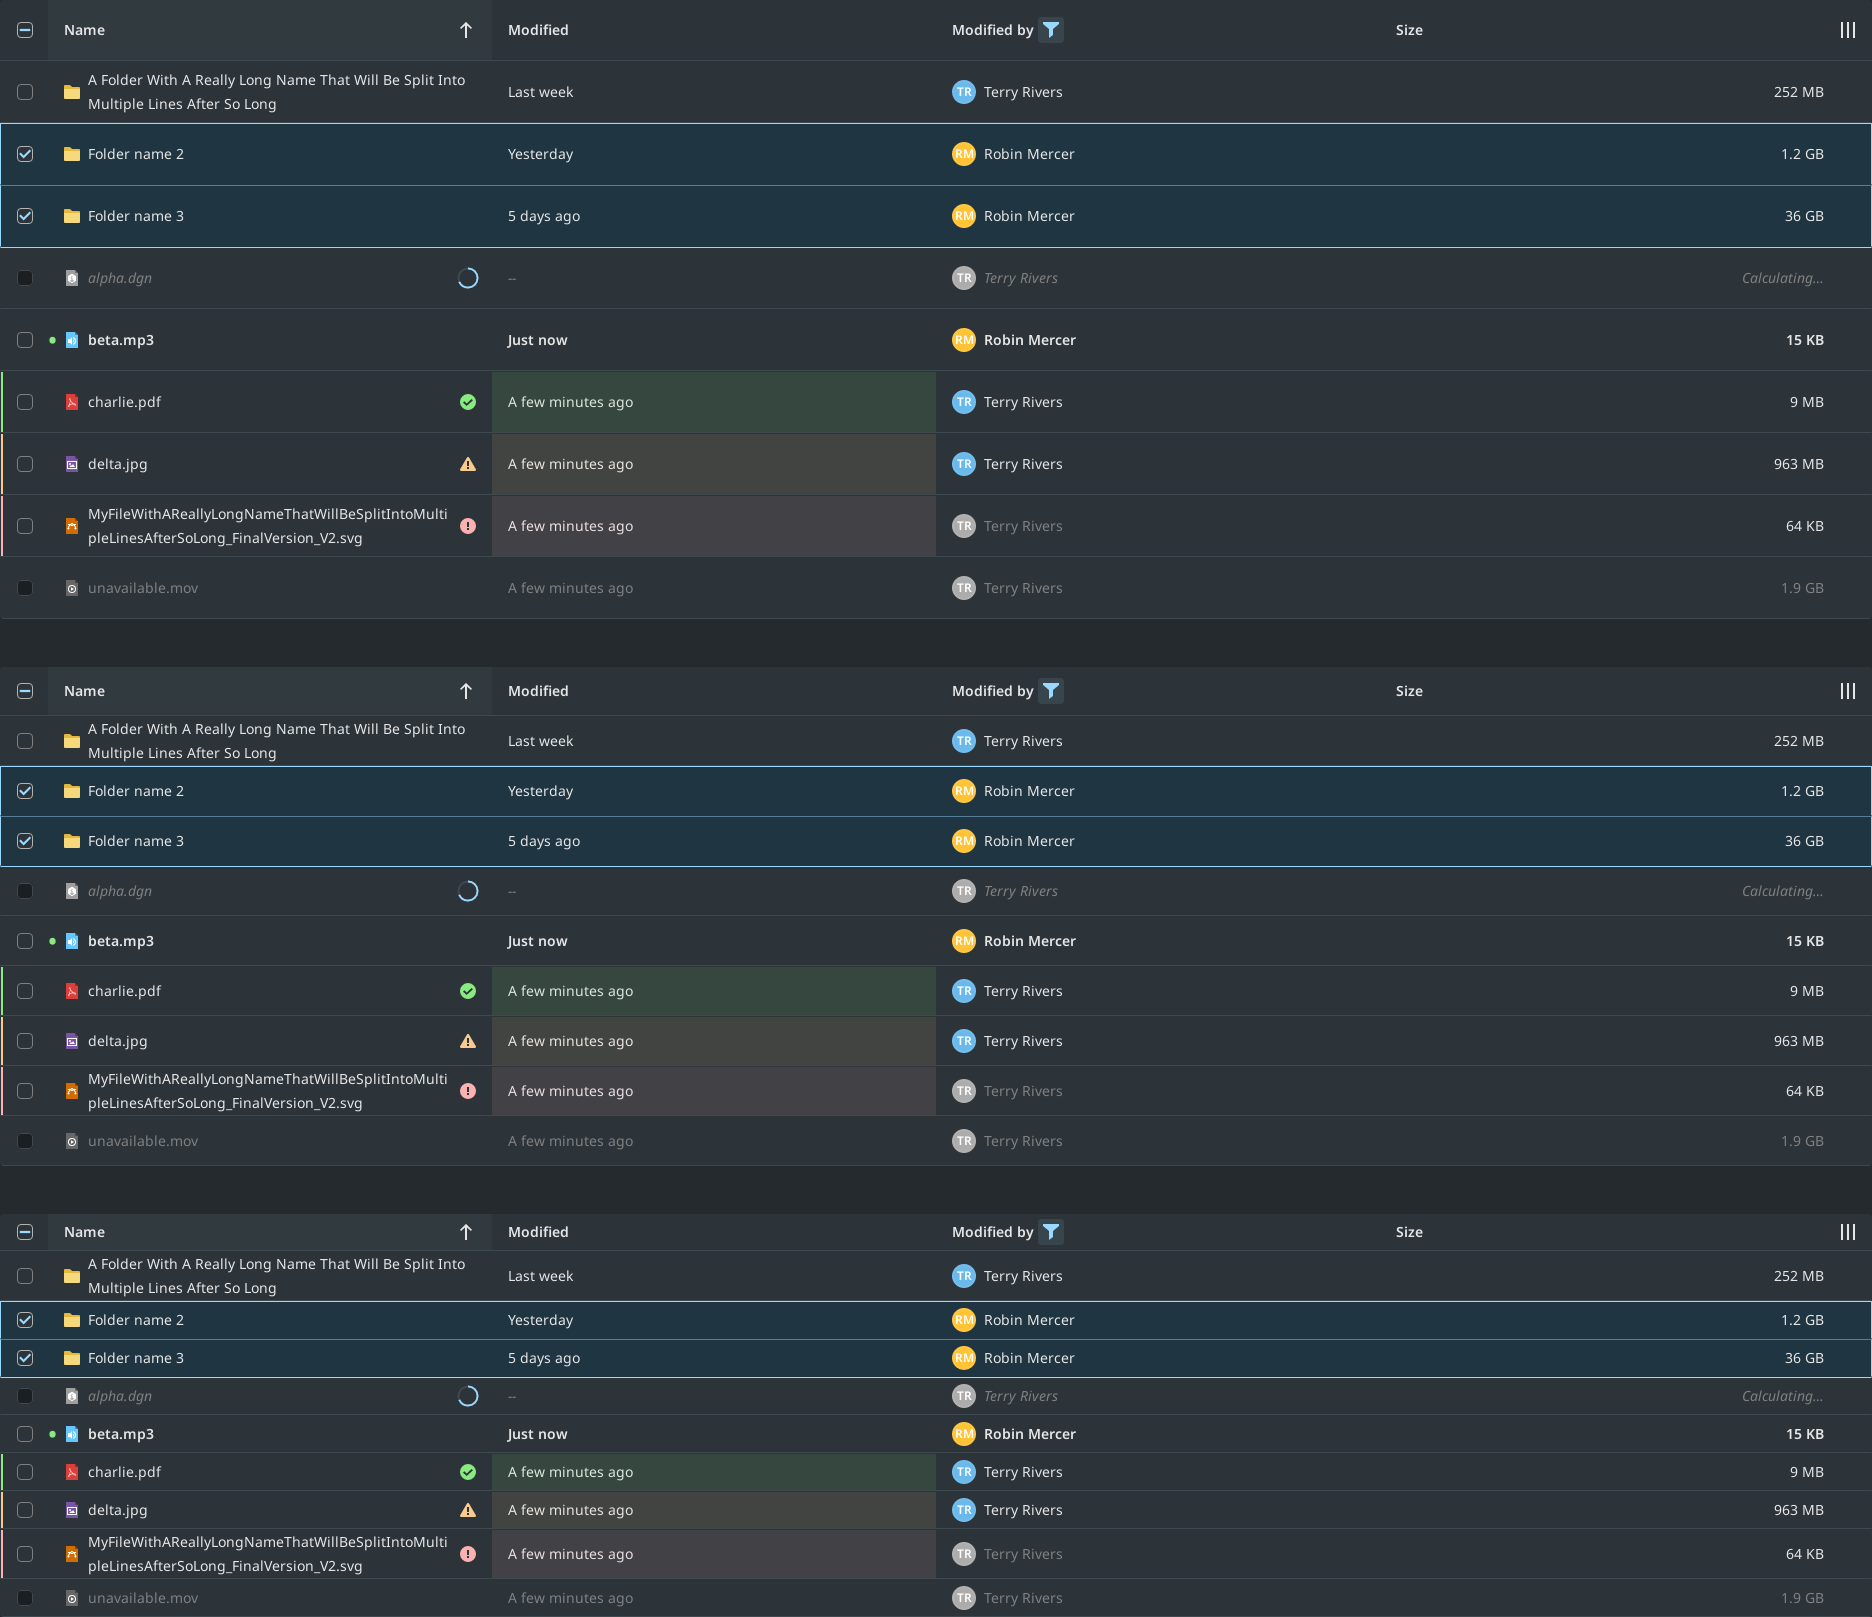 Name Modified Modified by Size
A Folder With A Really Long Name That Will Be Split Into
Multiple Lines After So Long Last week TR Terry Rivers 252 MB
Folder name 2 Yesterday RM Robin Mercer 1.2 GB
Folder name 3 5 days ago RM Robin Mercer 36 GB
alpha.dgn -- TR Terry Rivers Calculating...
beta.mp3 Just now RM Robin Mercer 15 KB
charlie.pdf A few minutes ago TR Terry Rivers 9 MB
delta.jpg A few minutes ago TR Terry Rivers 963 MB
MyFileWithAReallyLongNameThatWillBeSplitIntoMulti
pleLinesAfterSoLong_FinalVersion_V2.svg A few minutes ago TR Terry Rivers 64 KB
unavailable.mov A few minutes ago TR Terry Rivers 1.9 GB
Name Modified Modified by Size
A Folder With A Really Long Name That Will Be Split Into
Multiple Lines After So Long Last week TR Terry Rivers 252 MB
Folder name 2 Yesterday RM Robin Mercer 1.2 GB
Folder name 3 5 days ago RM Robin Mercer 36 GB
alpha.dgn -- TR Terry Rivers Calculating...
beta.mp3 Just now RM Robin Mercer 15 KB
charlie.pdf A few minutes ago TR Terry Rivers 9 MB
delta.jpg A few minutes ago TR Terry Rivers 963 MB
MyFileWithAReallyLongNameThatWillBeSplitIntoMulti
pleLinesAfterSoLong_FinalVersion_V2.svg A few minutes ago TR Terry Rivers 64 KB
unavailable.mov A few minutes ago TR Terry Rivers 1.9 GB
Name Modified Modified by Size
A Folder With A Really Long Name That Will Be Split Into
Multiple Lines After So Long Last week TR Terry Rivers 252 MB
Folder name 2 Yesterday RM Robin Mercer 1.2 GB
Folder name 3 5 days ago RM Robin Mercer 36 GB
alpha.dgn -- TR Terry Rivers Calculating...
beta.mp3 Just now RM Robin Mercer 15 KB
charlie.pdf A few minutes ago TR Terry Rivers 9 MB
delta.jpg A few minutes ago TR Terry Rivers 963 MB
MyFileWithAReallyLongNameThatWillBeSplitIntoMulti
pleLinesAfterSoLong_FinalVersion_V2.svg A few minutes ago TR Terry Rivers 64 KB
unavailable.mov A few minutes ago TR Terry Rivers 1.9 GB